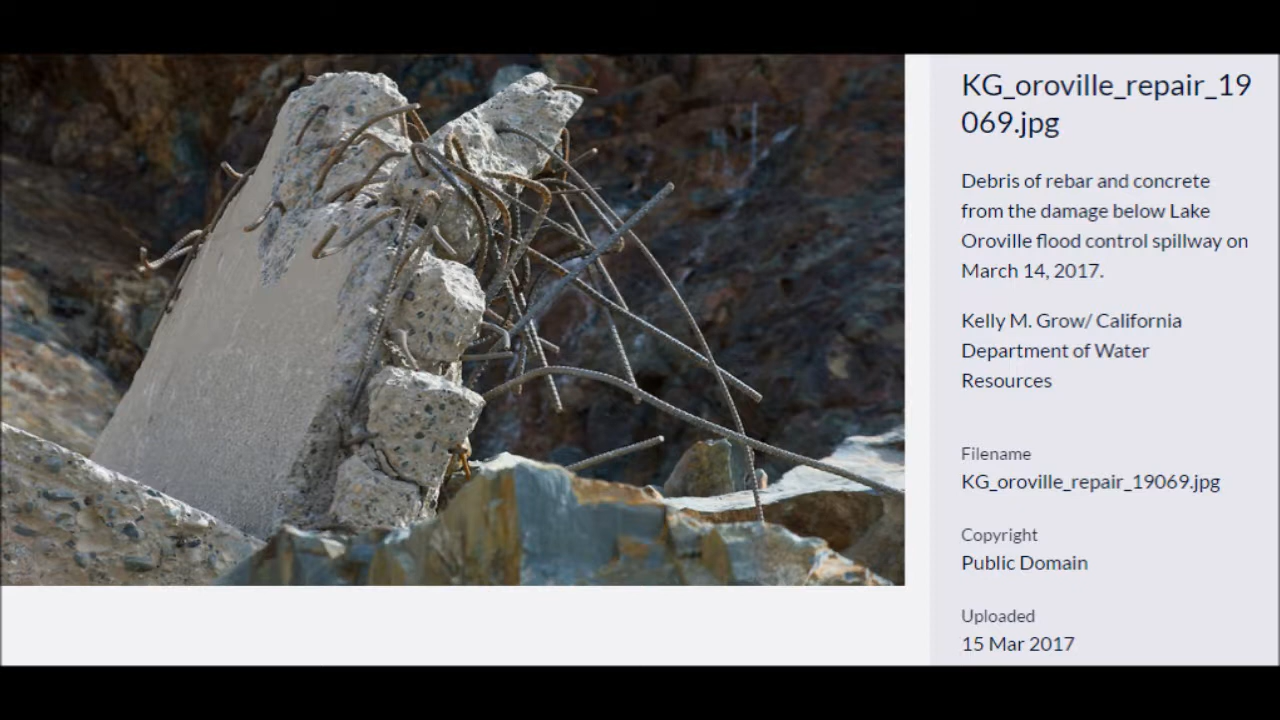 KG_oroville_repair_19
069.jpg
Debris of rebar and concrete
from the damage below Lake
Oroville flood control spillway on
March 14, 2017.
Kelly M. Grow/ California
Department of Water
Resources
Filename
KG_oroville_repair_19069.jpg
Copyright
Public Domain
Uploaded
15 Mar 2017